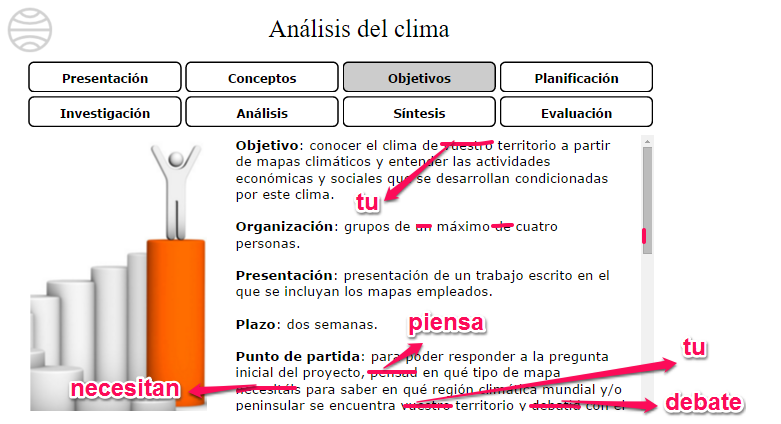 Análisis del clima
Presentación Conceptos Objetivos Planificación
Investigación Análisis Síntesis Evaluación
Objetivo: conocer el clima de vuestro territorio a partir
de mapas climáticos y entender las actividades
económicas y sociales que se desarrollan condicionadas
por este clima.
tu
Organización: grupos de un máximo de cuatro
personas.
Presentación: presentación de un trabajo escrito en el
que se incluyan los mapas empleados.
Plazo: dos semanas.
piensa
Punto de partida: para poder responder a la pregunta
tu
inicial del proyecto, pensad en qué tipo de mapa
necesitan
necesitáis para saber en qué región climática mundial y/o
peninsular se encuentra vuestro territorio y debatid con el
debate